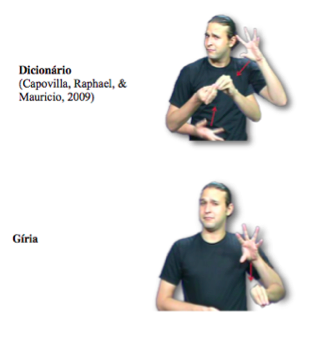 Dicionário
(Capovilla, Raphael, &
Mauricio, 2009)
Gíria